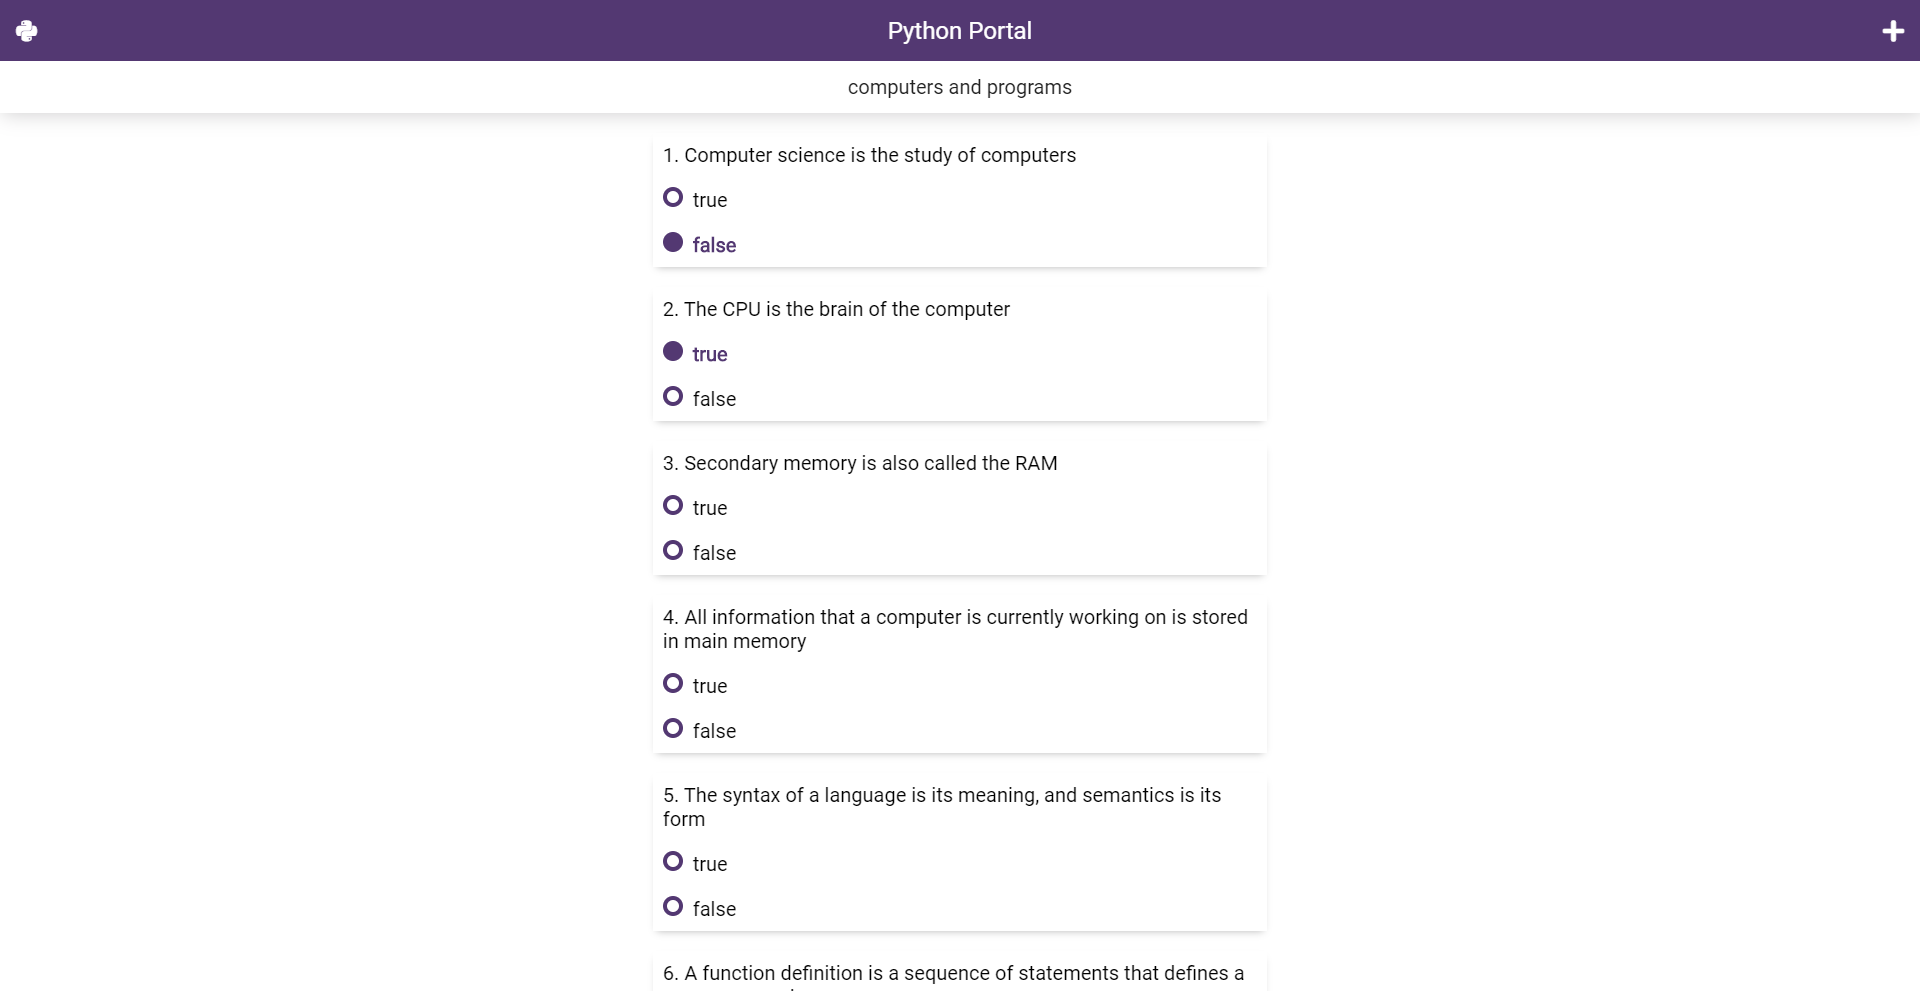 Python Portal
computers and programs
1. Computer science is the study of computers
true
false
2. The CPU is the brain of the computer
true
false
3. Secondary memory is also called the RAM
true
false
4. All information that a computer is currently working on is stored
in main memory
true
false
5. The syntax of a language is its meaning, and semantics is its
form
true
false
6. A function definition is a sequence of statements that defines a